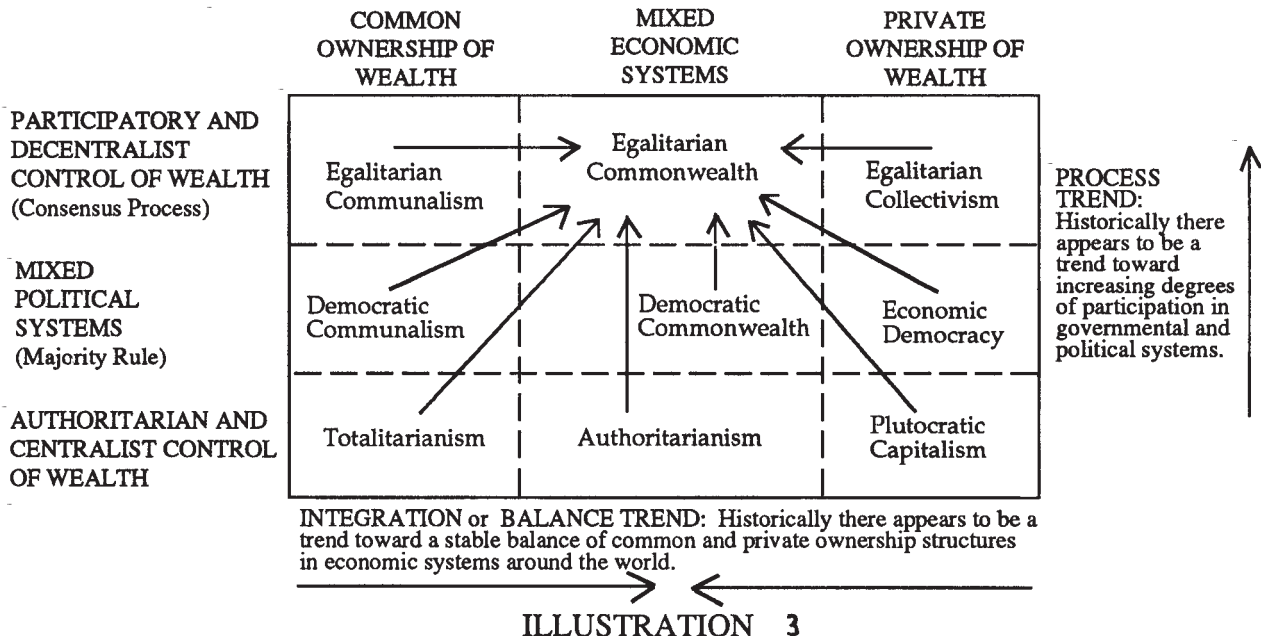 COMMON
OWNERSHIP OF
WEALTH
MIXED
ECONOMIC
SYSTEMS
PRIVATE
OWNERSHIP OF
WEALTH
PARTICIPATORY AND
DECENTRALIST
CONTROL OF WEALTH
(Consensus Process)
Egalitarian
Communalism
Egalitarian
Commonwealth
Egalitarian
Collectivism
MIXED
POLITICAL
SYSTEMS
(Majority Rule)
Democratic
Communalism
Democratic
Commonwealth
Economic
Democracy
AUTHORITARIAN AND
CENTRALIST CONTROL
OF WEALTH
Totalitarianism
Authoritarianism
Plutocratic
Capitalism
PROCESS
TREND:
Historically there
appears to be a
trend toward
increasing degrees
of participation in
governmental and
political systems.
INTEGRATION or BALANCE TREND: Historically there appears to be a
trend toward a stable balance of common and private ownership structures
in economic systems around the world.
ILLUSTRATION 3